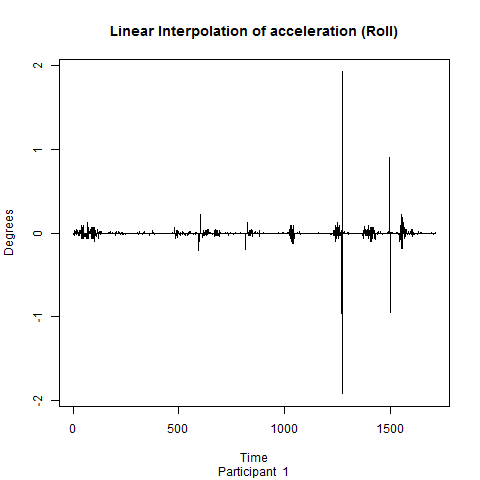 Linear Interpolation of acceleration (Roll)
2
1
0
-1
-2
Degrees
0 500 1000 1500
Time
Participant 1